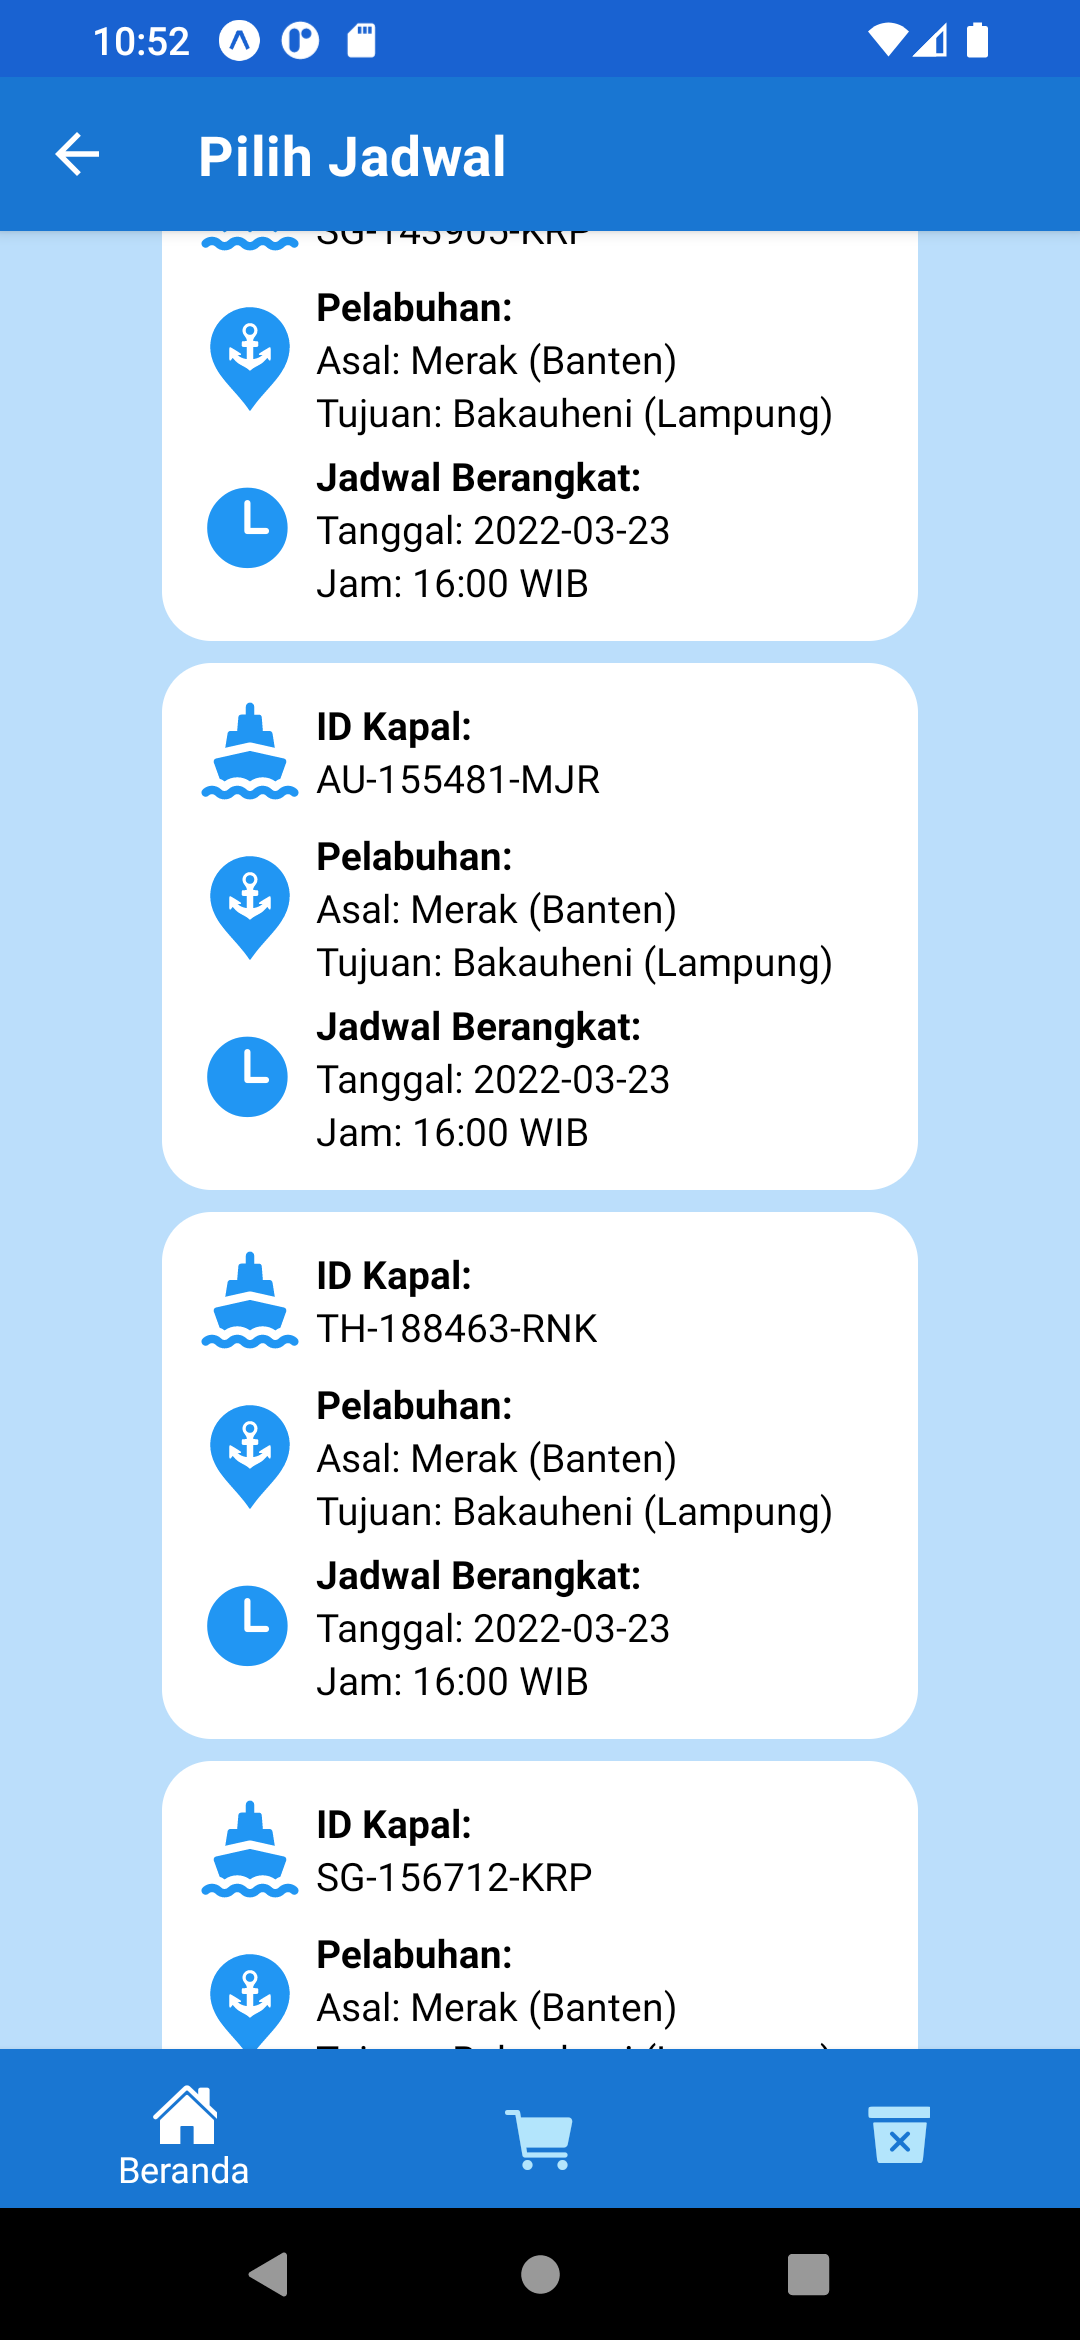 10:52
Pilih Jadwal
SG-143905-KRP
Pelabuhan:
Asal: Merak (Banten)
Tujuan: Bakauheni (Lampung)
Jadwal Berangkat:
Tanggal: 2022-03-23
Jam: 16:00 WIB
ID Kapal:
AU-155481-MJR
Pelabuhan:
Asal: Merak (Banten)
Tujuan: Bakauheni (Lampung)
Jadwal Berangkat:
Tanggal: 2022-03-23
Jam: 16:00 WIB
ID Kapal:
TH-188463-RNK
Pelabuhan:
Asal: Merak (Banten)
Tujuan: Bakauheni (Lampung)
Jadwal Berangkat:
Tanggal: 2022-03-23
Jam: 16:00 WIB
ID Kapal:
SG-156712-KRP
Pelabuhan:
Asal: Merak (Banten)
Beranda